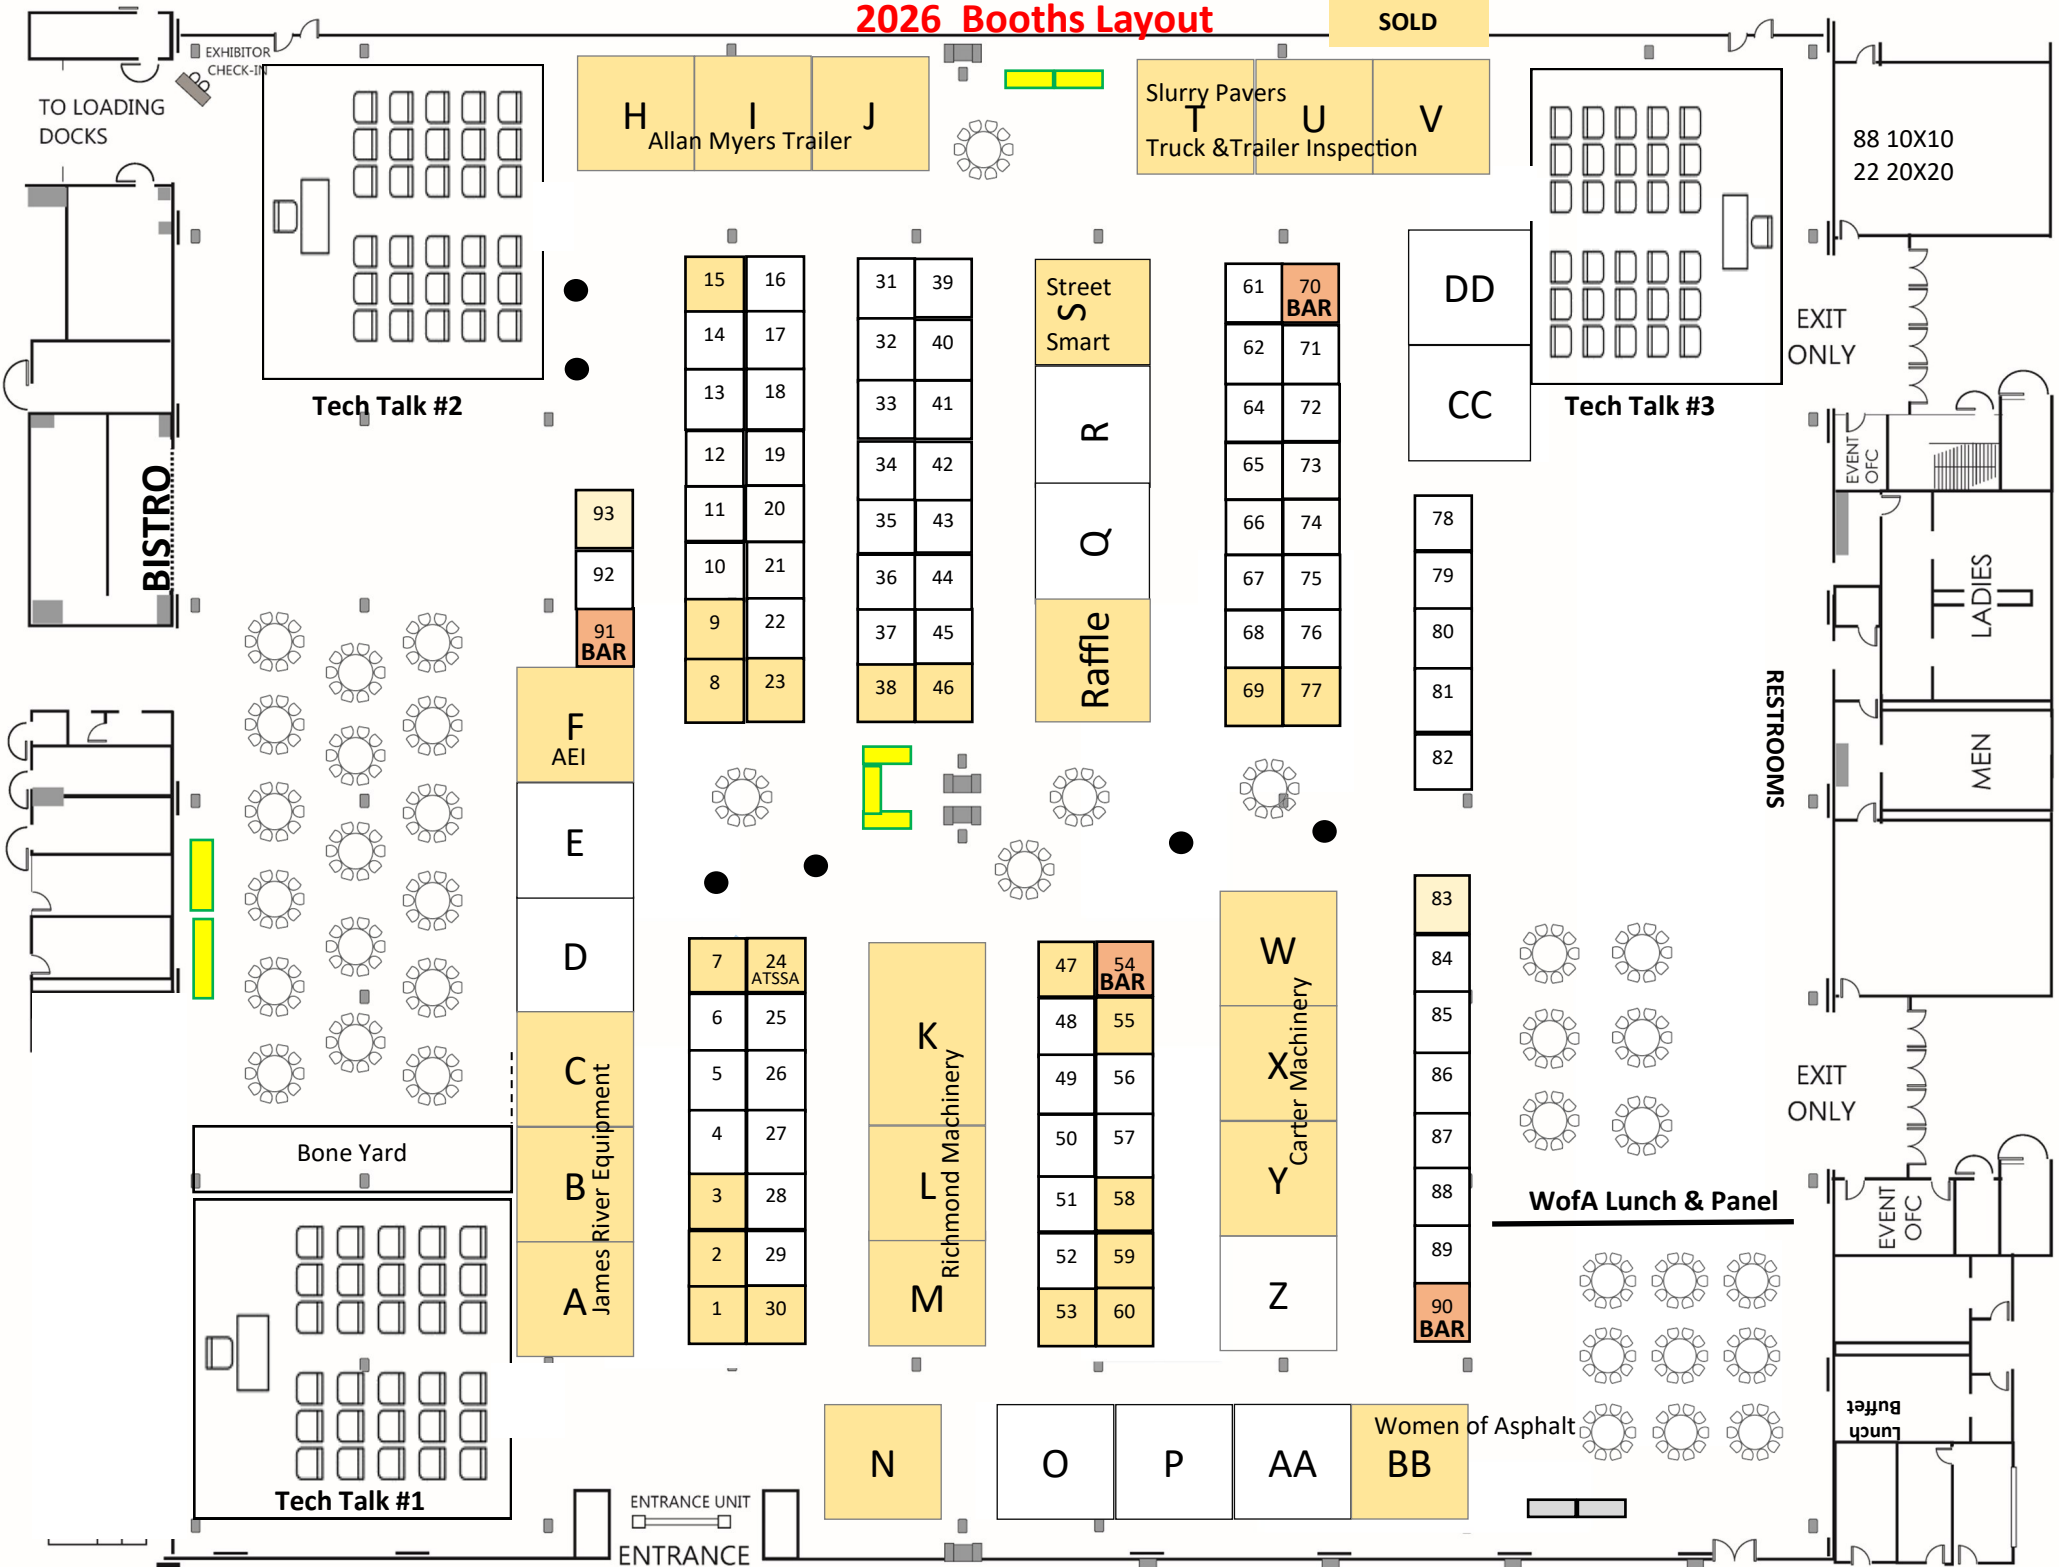 2026 Booths Layout
SOLD
EXHIBITOR
CHECK-IN
TO LOADING
DOCKS
H
I
J
Allan Myers Trailer
Slurry Pavers
T
U
V
Truck &Trailer Inspection
88 10X10
22 20X20
Tech Talk #2
Tech Talk #3
EXIT
ONLY
BISTRO
15
16
14
17
13
18
12
19
11
20
10
21
9
22
8
23
31
39
32
40
33
41
34
42
35
43
36
44
37
45
38
46
Street
S
Smart
R
Q
Raffle
61
70
BAR
62
71
64
72
65
73
66
74
67
75
68
76
69
77
DD
CC
78
79
80
81
82
EVENT
OFC
LADIES
RESTROOMS
MEN
93
92
91
BAR
F
AEI
E
D
C
B
A
James River Equipment
7
24
ATSSA
6
25
5
26
4
27
3
28
2
29
1
30
K
L
M
Richmond Machinery
47
54
BAR
48
55
49
56
50
57
51
58
52
59
53
60
W
X
Y
Carter Machinery
Z
83
84
85
86
87
88
89
90
BAR
EXIT
ONLY
WofA Lunch & Panel
EVENT
OFC
Lunch
Buffet
Bone Yard
Tech Talk #1
ENTRANCE UNIT
ENTRANCE
N
O
P
AA
BB
Women of Asphalt